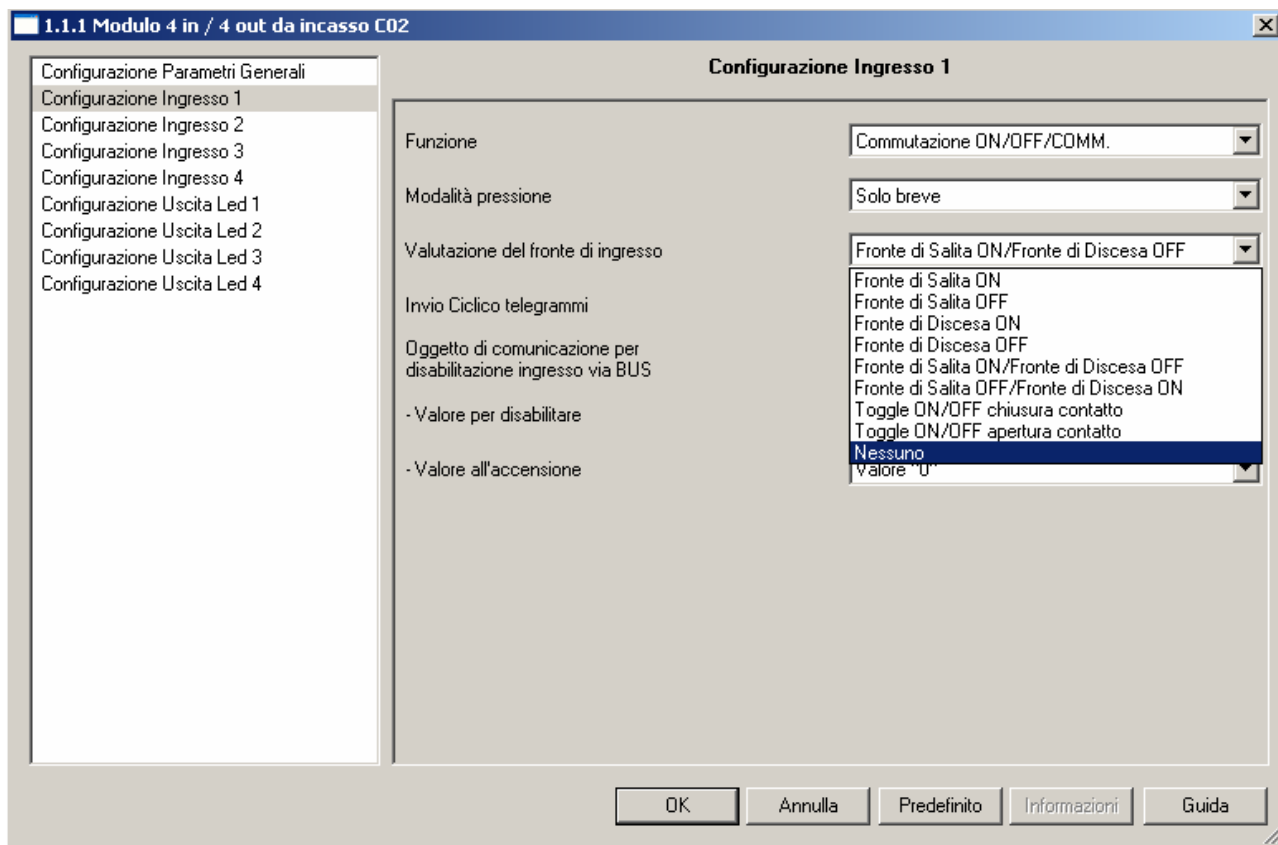 1.1.1 Modulo 4 in / 4 out da incasso C02
Configurazione Parametri Generali
Configurazione Ingresso 1
Configurazione Ingresso 2
Configurazione Ingresso 3
Configurazione Ingresso 4
Configurazione Uscita Led 1
Configurazione Uscita Led 2
Configurazione Uscita Led 3
Configurazione Uscita Led 4
Configurazione Ingresso 1
Funzione
Commutazione ON/OFF/COMM.
Modalità pressione
Solo breve
Valutazione del fronte di ingresso
Fronte di Salita ON/Fronte di Discesa OFF
Fronte di Salita ON
Fronte di Salita OFF
Fronte di Discesa ON
Fronte di Discesa OFF
Fronte di Salita ON/Fronte di Discesa OFF
Fronte di Salita OFF/Fronte di Discesa ON
Toggle ON/OFF chiusura contatto
Toggle ON/OFF apertura contatto
Nessuno
Invio Ciclico telegrammi
Oggetto di comunicazione per
disabilitazione ingresso via BUS
- Valore per disabilitare
- Valore all'accensione
Valore "0"
OK
Annulla
Predefinito
Informazioni
Guida